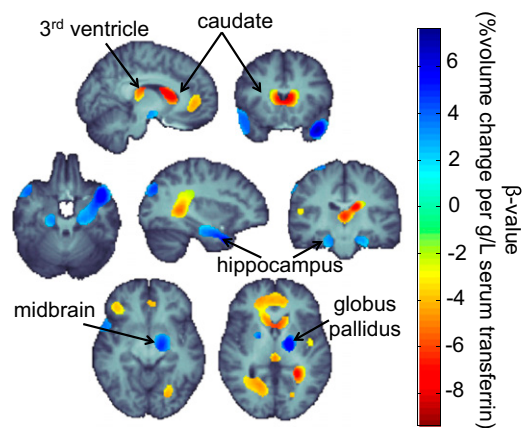 3rd ventricle
caudate
hippocampus
midbrain
globus
pallidus
6
4
2
0
-2
-4
-6
-8
β-value
(%volume change per g/L serum transferrin)